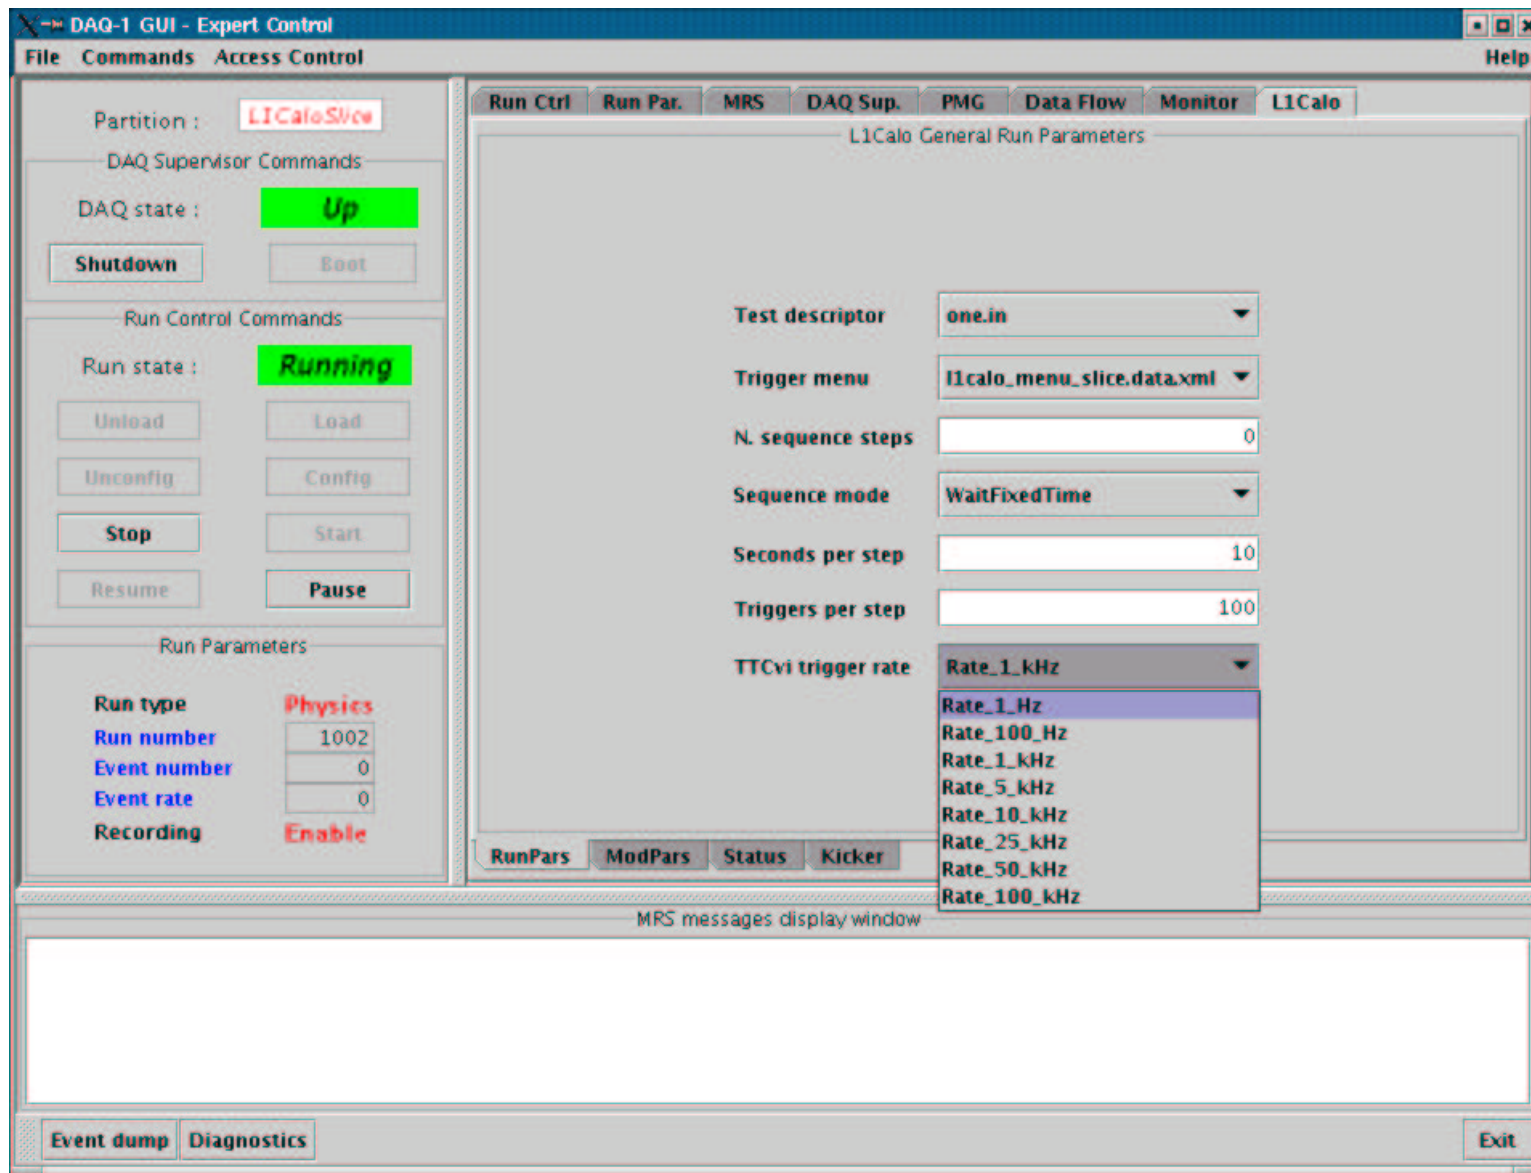 DAQ-1 GUI - Expert Control
File Commands Access Control Help
Partition : L1CaloSlice
DAQ Supervisor Commands
DAQ state : Up
Shutdown Boot
Run Control Commands
Run state : Running
Unload Load
Unconfig Config
Stop Start
Resume Pause
Run Parameters
Run type Physics
Run number 1002
Event number 0
Event rate 0
Recording Enable
Run Ctrl Run Par. MRS DAQ Sup. PMG Data Flow Monitor L1Calo
L1Calo General Run Parameters
Test descriptor one.in
Trigger menu l1calo_menu_slice.data.xml
N. sequence steps 0
Sequence mode WaitFixedTime
Seconds per step 10
Triggers per step 100
TTCvi trigger rate Rate_1_kHz
Rate_1_Hz
Rate_100_Hz
Rate_1_kHz
Rate_5_kHz
Rate_10_kHz
Rate_25_kHz
Rate_50_kHz
Rate_100_kHz
RunPars ModPars Status Kicker
MRS messages display window
Event dump Diagnostics Exit